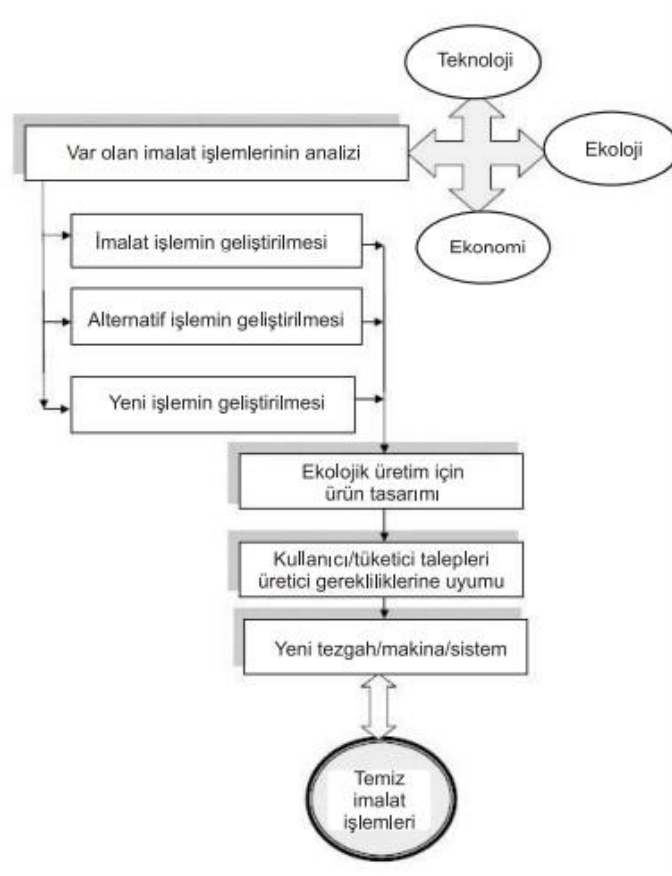 Teknoloji
Var olan imalat işlemlerinin analizi
Ekoloji
Ekonomi
İmalat işlemin geliştirilmesi
Alternatif işlemin geliştirilmesi
Yeni işlemin geliştirilmesi
Ekolojik üretim için
ürün tasarımı
Kullanıcı/tüketici talepleri
üretici gerekliliklerine uyumu
Yeni tezgah/makina/sistem
Temiz
imalat
işlemleri